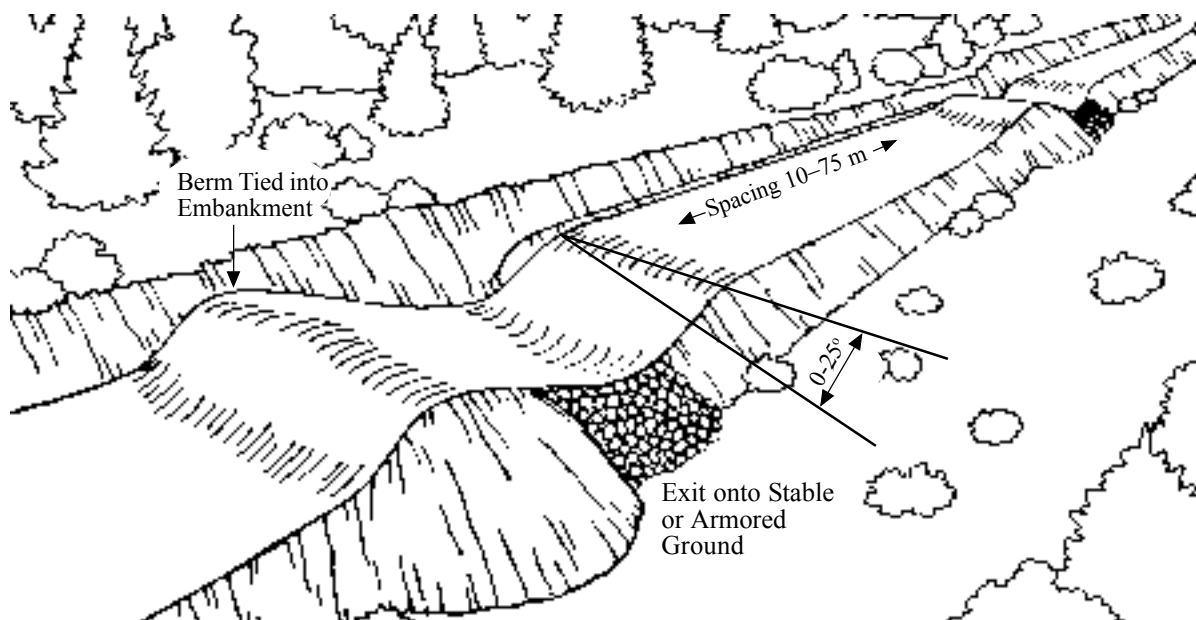 Berm Tied into
Embankment
Spacing 10–75 m
0-25°
Exit onto Stable
or Armored
Ground